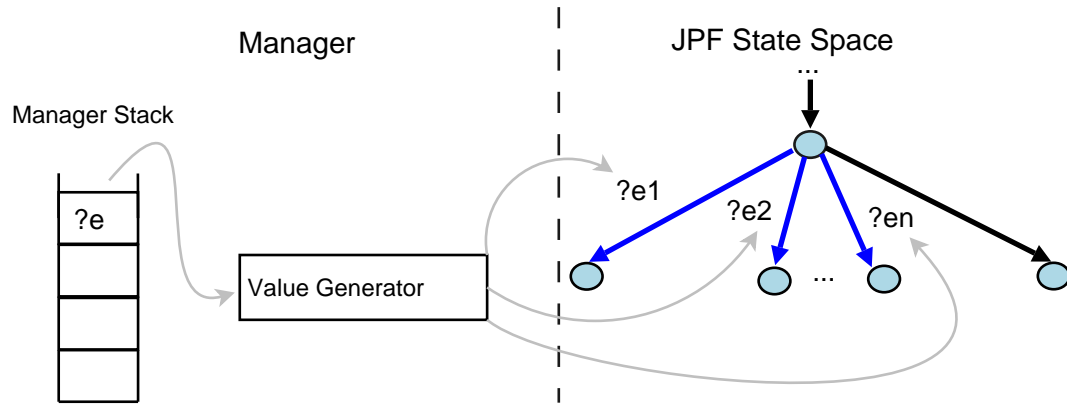 Manager
JPF State Space
...
Manager Stack
?e
?e1
?e2
?en
Value Generator
...